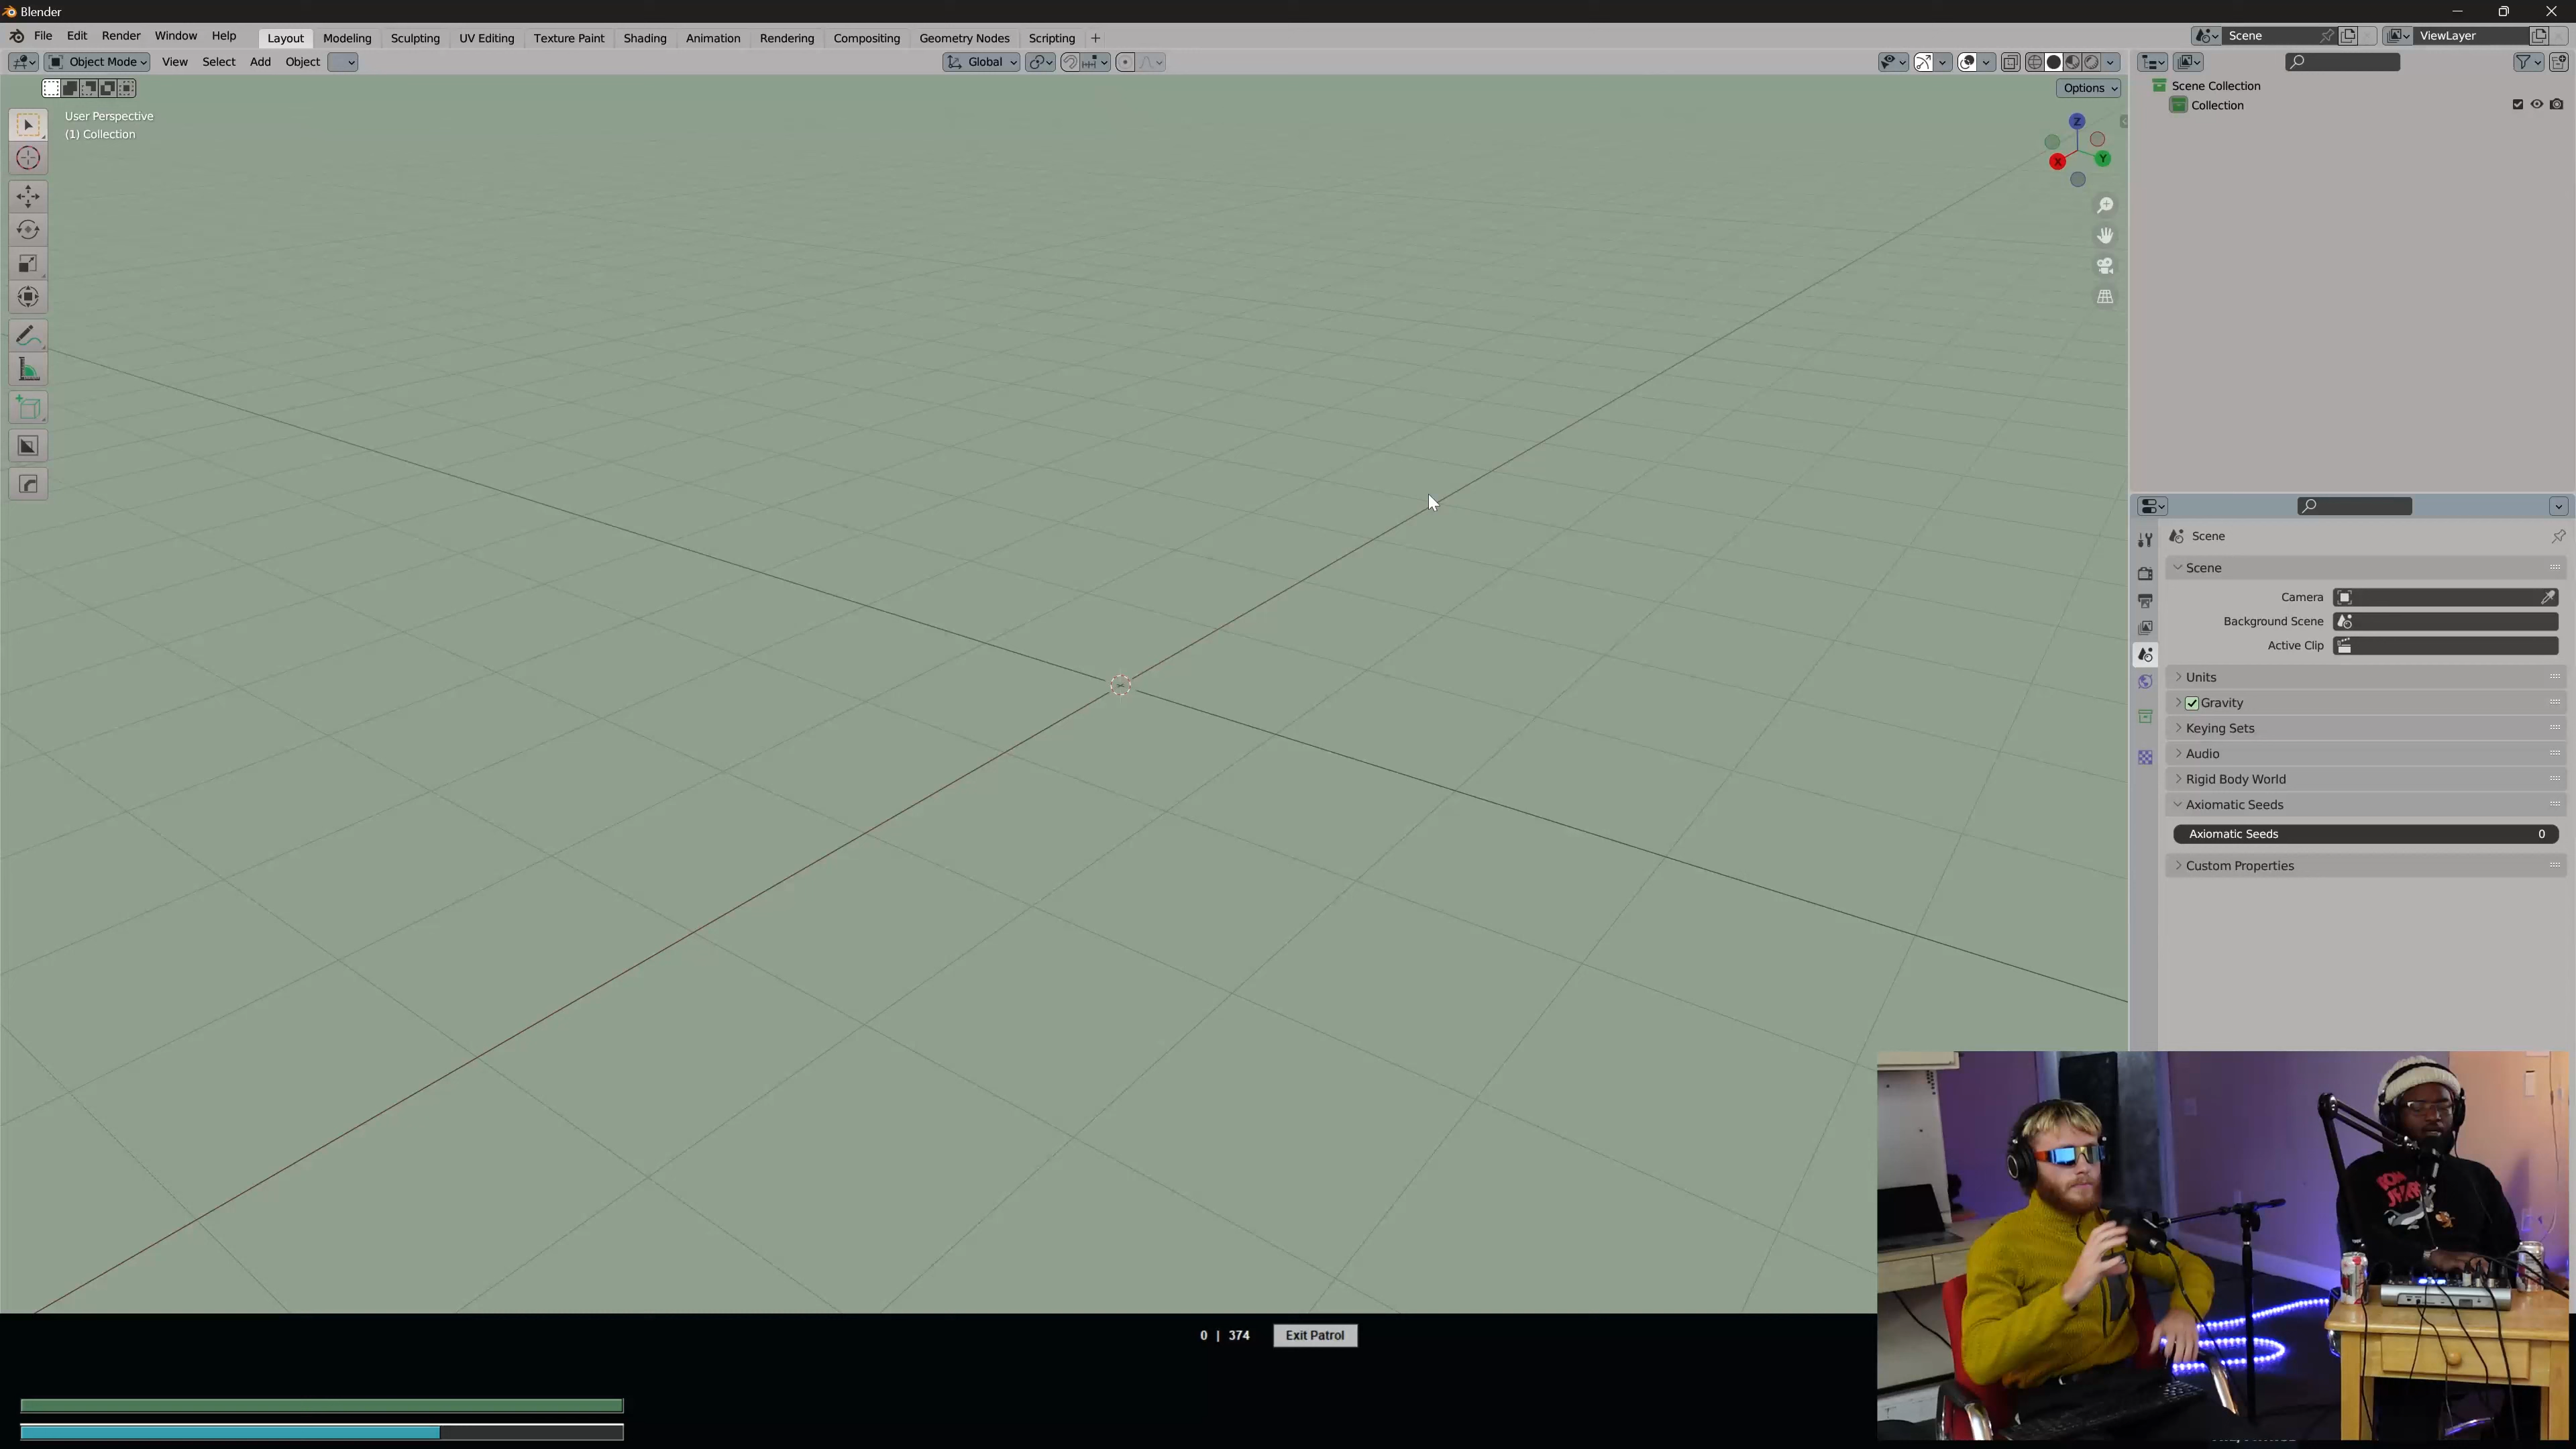 Blender
File Edit Render Window Help Layout Modeling Sculpting UV Editing Texture Paint Shading Animation Rendering Compositing Geometry Nodes Scripting + Scene ViewLayer
Object Mode View Select Add Object Global
Options
User Perspective
(1) Collection
Z
X
Y
Scene Collection
Collection
Scene
Scene
Camera
Background Scene
Active Clip
Units
Gravity
Keying Sets
Audio
Rigid Body World
Axiomatic Seeds
Axiomatic Seeds 0
Custom Properties
0 | 374 Exit Patrol